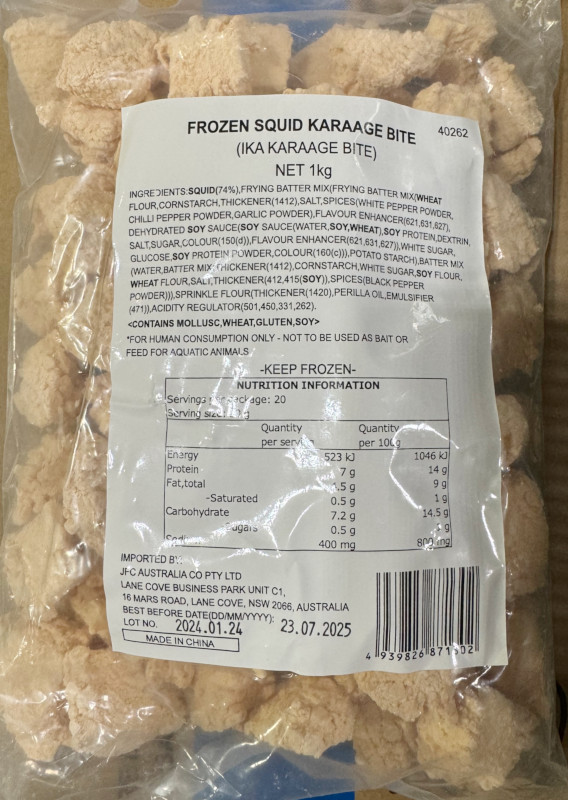 FROZEN SQUID KARAAGE BITE 40262
(IKA KARAAGE BITE)
NET 1kg
INGREDIENTS:SQUID(74%),FRYING BATTER MIX(FRYING BATTER MIX(WHEAT
FLOUR,CORNSTARCH,THICKENER(1412),SALT,SPICES(WHITE PEPPER POWDER,
CHILLI PEPPER POWDER,GARLIC POWDER),FLAVOUR ENHANCER(621,631,627),
DEHYDRATED SOY SAUCE(SOY SAUCE(WATER,SOY,WHEAT),SOY PROTEIN,DEXTRIN,
SALT,SUGAR,COLOUR(150(d)),FLAVOUR ENHANCER(621,631,627)),WHITE SUGAR,
GLUCOSE,SOY PROTEIN POWDER,COLOUR(160(c))),POTATO STARCH),BATTER MIX
(WATER,BATTER MIX(THICKENER(1412),CORNSTARCH,WHITE SUGAR,SOY FLOUR,
WHEAT FLOUR,SALT,THICKENER(412,415(SOY)),SPICES(BLACK PEPPER
POWDER))),SPRINKLE FLOUR(THICKENER(1420),PERILLA OIL,EMULSIFIER
(471)),ACIDITY REGULATOR(501,450,331,262).
<CONTAINS MOLLUSC,WHEAT,GLUTEN,SOY>
*FOR HUMAN CONSUMPTION ONLY - NOT TO BE USED AS BAIT OR
FEED FOR AQUATIC ANIMALS
-KEEP FROZEN-
NUTRITION INFORMATION
Servings per package: 20
Serving size: g
Quantity Quantity
per serving per 100g
Energy 523 kJ 1046 kJ
Protein 7 g 14 g
Fat,total .5 g 9 g
-Saturated 0.5 g 1 g
Carbohydrate 7.2 g 14.5 g
Sugars 0.5 g g
Sodium 400 mg 800 mg
IMPORTED BY:
JFC AUSTRALIA CO PTY LTD
LANE COVE BUSINESS PARK UNIT C1,
16 MARS ROAD, LANE COVE, NSW 2066, AUSTRALIA
BEST BEFORE DATE(DD/MM/YYYY):
LOT NO. 2024.01.24 23.07.2025
MADE IN CHINA
4 939826 871502